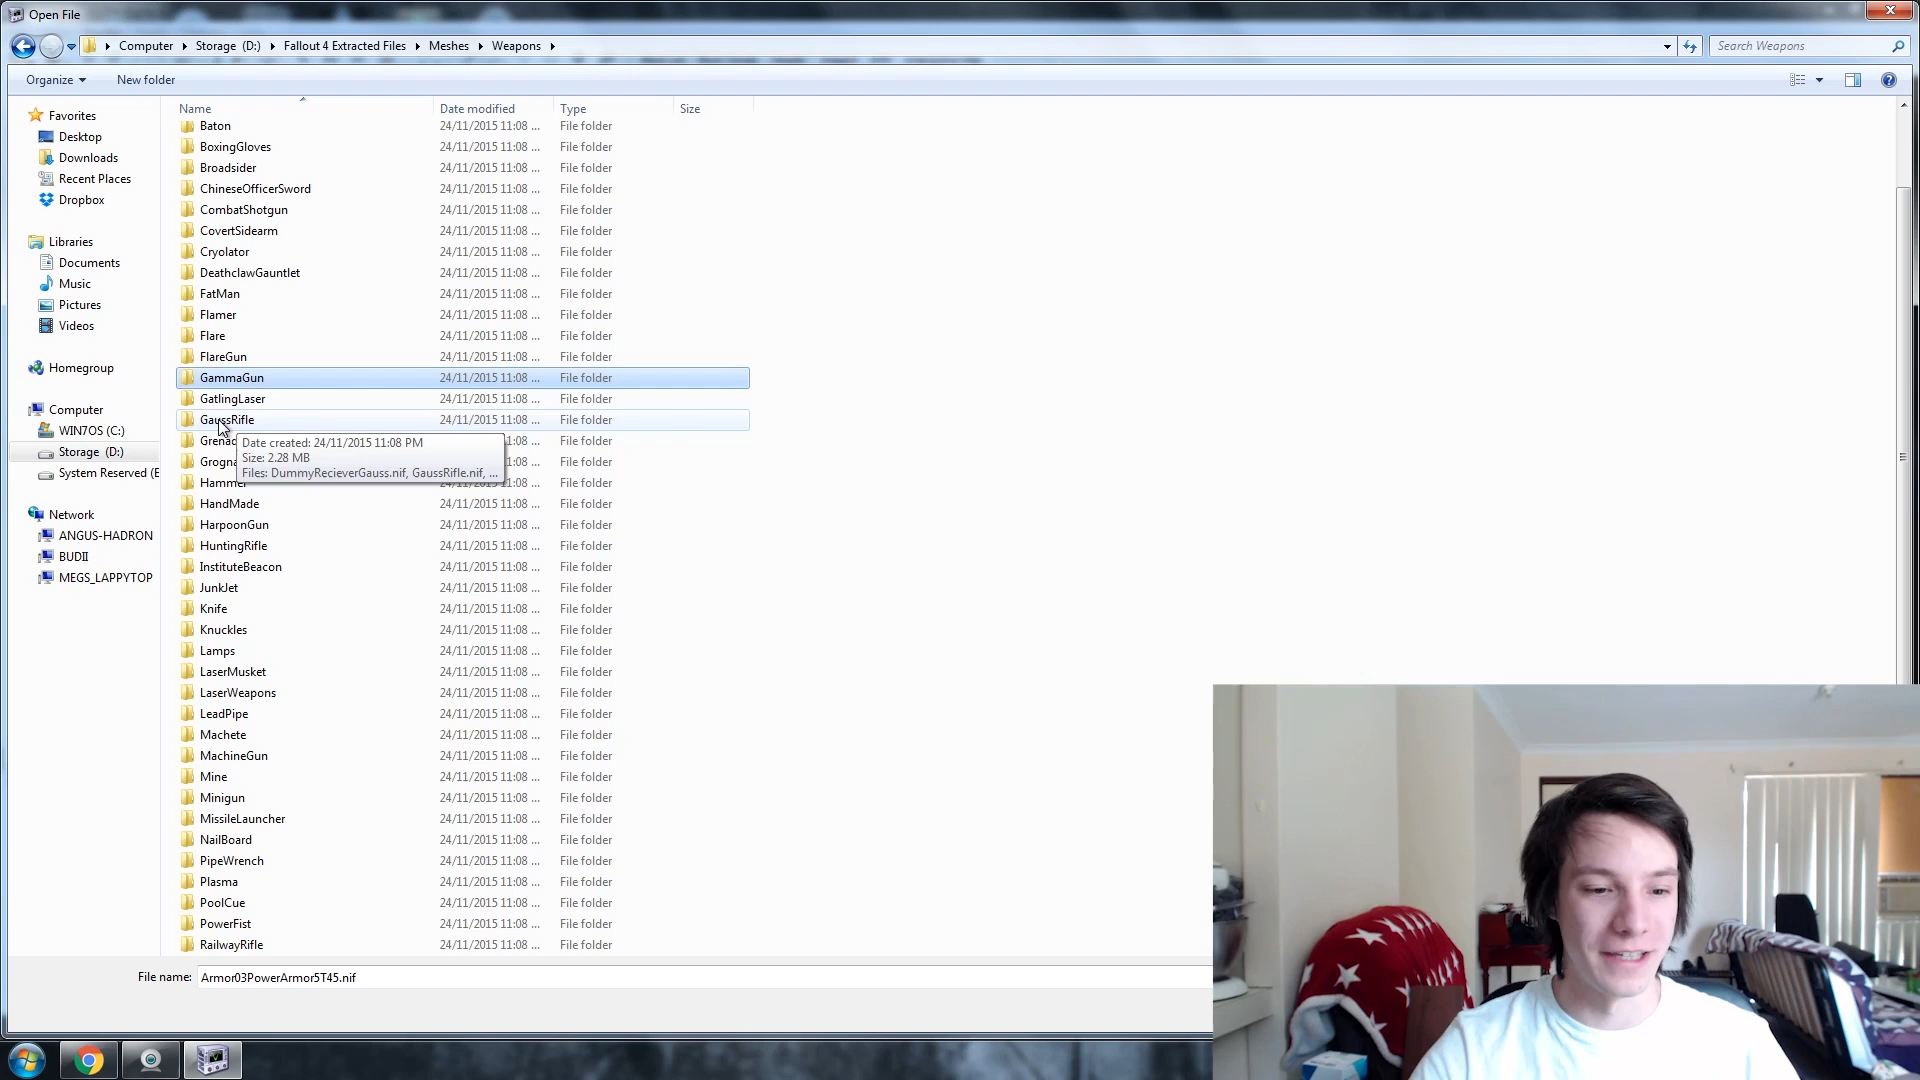 Open File
Computer Storage (D:) Fallout 4 Extracted Files Meshes Weapons
Search Weapons
Organize New folder
Name Date modified Type Size
Favorites
Desktop
Downloads
Recent Places
Dropbox
Libraries
Documents
Music
Pictures
Videos
Homegroup
Computer
WIN7OS (C:)
Storage (D:)
System Reserved (E
Network
ANGUS-HADRON
BUDII
MEGS_LAPPYTOP
Baton 24/11/2015 11:08 ... File folder
BoxingGloves 24/11/2015 11:08 ... File folder
Broadsider 24/11/2015 11:08 ... File folder
ChineseOfficerSword 24/11/2015 11:08 ... File folder
CombatShotgun 24/11/2015 11:08 ... File folder
CovertSidearm 24/11/2015 11:08 ... File folder
Cryolator 24/11/2015 11:08 ... File folder
DeathclawGauntlet 24/11/2015 11:08 ... File folder
FatMan 24/11/2015 11:08 ... File folder
Flamer 24/11/2015 11:08 ... File folder
Flare 24/11/2015 11:08 ... File folder
FlareGun 24/11/2015 11:08 ... File folder
GammaGun 24/11/2015 11:08 ... File folder
GatlingLaser 24/11/2015 11:08 ... File folder
GaussRifle 24/11/2015 11:08 ... File folder
Grenad 1:08 ... File folder
Grogna 1:08 ... File folder
Hammer 11:08 ... File folder
Date created: 24/11/2015 11:08 PM
Size: 2.28 MB
Files: DummyRecieverGauss.nif, GaussRifle.nif, ...
HandMade 24/11/2015 11:08 ... File folder
HarpoonGun 24/11/2015 11:08 ... File folder
HuntingRifle 24/11/2015 11:08 ... File folder
InstituteBeacon 24/11/2015 11:08 ... File folder
JunkJet 24/11/2015 11:08 ... File folder
Knife 24/11/2015 11:08 ... File folder
Knuckles 24/11/2015 11:08 ... File folder
Lamps 24/11/2015 11:08 ... File folder
LaserMusket 24/11/2015 11:08 ... File folder
LaserWeapons 24/11/2015 11:08 ... File folder
LeadPipe 24/11/2015 11:08 ... File folder
Machete 24/11/2015 11:08 ... File folder
MachineGun 24/11/2015 11:08 ... File folder
Mine 24/11/2015 11:08 ... File folder
Minigun 24/11/2015 11:08 ... File folder
MissileLauncher 24/11/2015 11:08 ... File folder
NailBoard 24/11/2015 11:08 ... File folder
PipeWrench 24/11/2015 11:08 ... File folder
Plasma 24/11/2015 11:08 ... File folder
PoolCue 24/11/2015 11:08 ... File folder
PowerFist 24/11/2015 11:08 ... File folder
RailwayRifle 24/11/2015 11:08 ... File folder
File name: Armor03PowerArmor5T45.nif